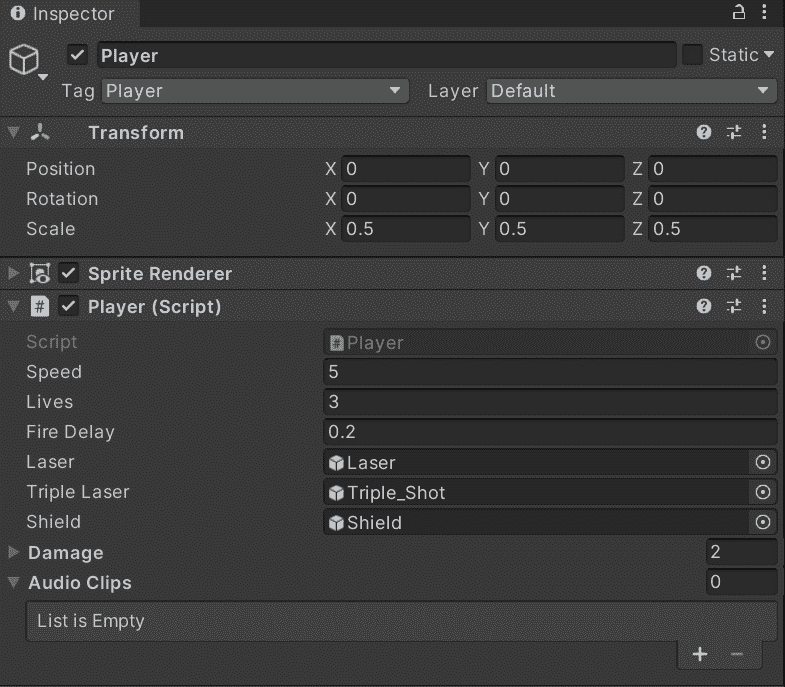 Inspector
Player Static
Tag Player Layer Default
Transform
Position X 0 Y 0 Z 0
Rotation X 0 Y 0 Z 0
Scale X 0.5 Y 0.5 Z 0.5
Sprite Renderer
# Player (Script)
Script # Player
Speed 5
Lives 3
Fire Delay 0.2
Laser Laser
Triple Laser Triple_Shot
Shield Shield
Damage 2
Audio Clips 0
List is Empty
+ −